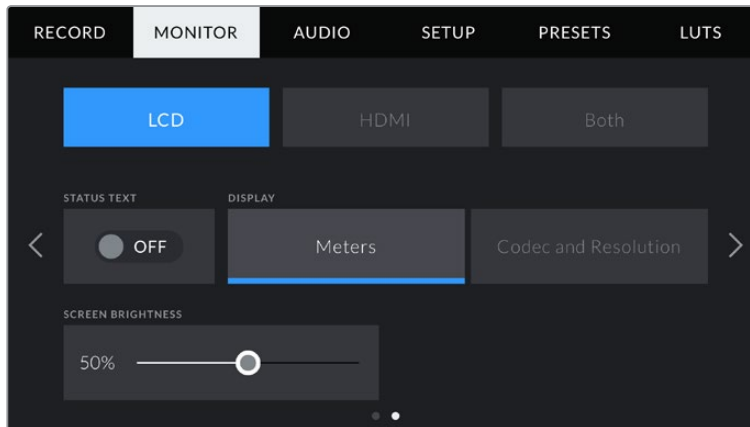 RECORD MONITOR AUDIO SETUP PRESETS LUTS
LCD HDMI Both
STATUS TEXT DISPLAY
OFF Meters Codec and Resolution
SCREEN BRIGHTNESS
50%